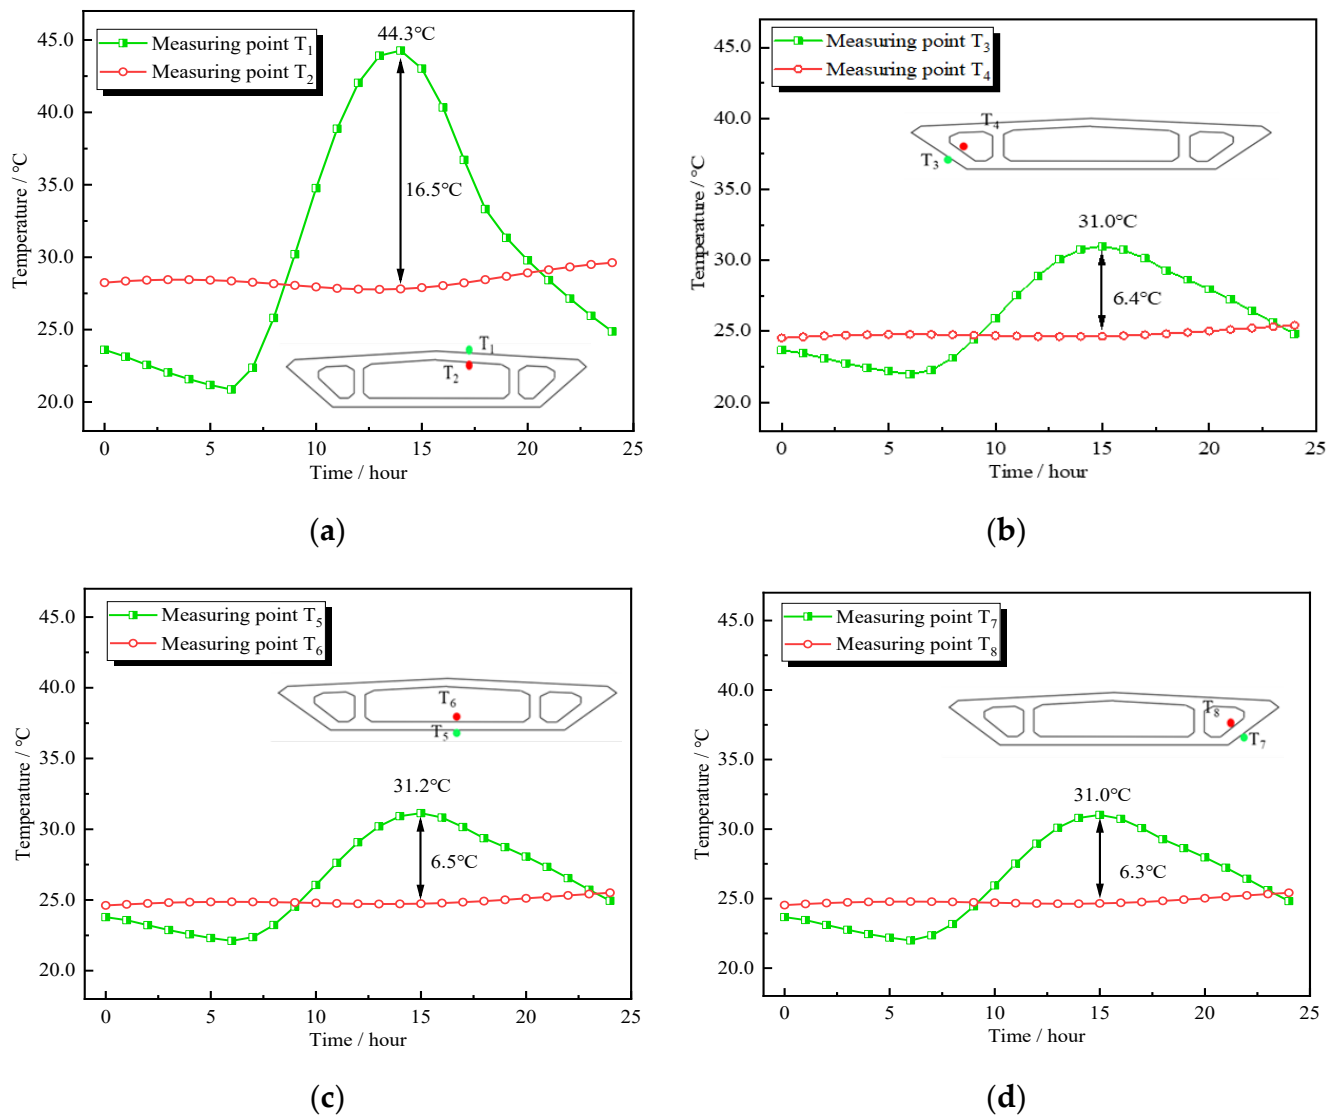 45.0
40.0
35.0
30.0
25.0
20.0
Temperature / °C
Measuring point T1
Measuring point T2
44.3°C
16.5°C
T1
T2
0 5 10 15 20 25
Time / hour
(a)
45.0
40.0
35.0
30.0
25.0
20.0
Temperature / °C
Measuring point T3
Measuring point T4
T4
T3
31.0°C
6.4°C
0 5 10 15 20 25
Time / hour
(b)
45.0
40.0
35.0
30.0
25.0
20.0
Temperature / °C
Measuring point T5
Measuring point T6
T6
T5
31.2°C
6.5°C
0 5 10 15 20 25
Time / hour
(c)
45.0
40.0
35.0
30.0
25.0
20.0
Temperature / °C
Measuring point T7
Measuring point T8
T8
T7
31.0°C
6.3°C
0 5 10 15 20 25
Time / hour
(d)